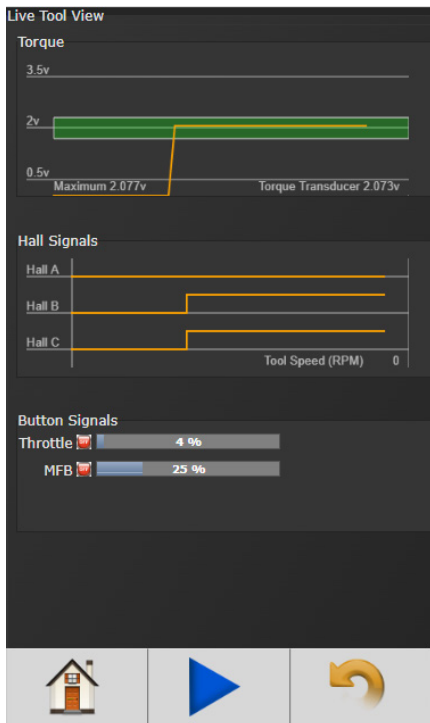 Live Tool View
Torque
3.5v
2v
0.5v
Maximum 2.077v Torque Transducer 2.073v
Hall Signals
Hall A
Hall B
Hall C
Tool Speed (RPM) 0
Button Signals
Throttle 4 %
MFB 25 %